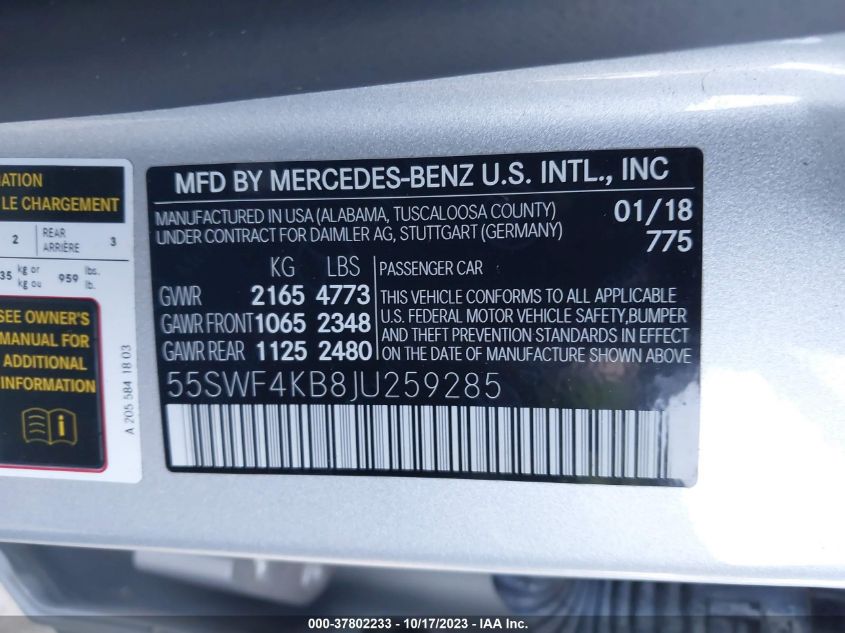 ATION
LE CHARGEMENT
2 REAR ARRIÈRE 3
35 kg or kg ou 959 lbs. lb.
SEE OWNER'S
MANUAL FOR
ADDITIONAL
INFORMATION
A 205 584 18 03
MFD BY MERCEDES-BENZ U.S. INTL., INC
MANUFACTURED IN USA (ALABAMA, TUSCALOOSA COUNTY) 01/18
UNDER CONTRACT FOR DAIMLER AG, STUTTGART (GERMANY) 775
KG LBS
GVWR 2165 4773
GAWR FRONT 1065 2348
GAWR REAR 1125 2480
PASSENGER CAR
THIS VEHICLE CONFORMS TO ALL APPLICABLE
U.S. FEDERAL MOTOR VEHICLE SAFETY, BUMPER
AND THEFT PREVENTION STANDARDS IN EFFECT
ON THE DATE OF MANUFACTURE SHOWN ABOVE
55SWF4KB8JU259285
000-37802233 - 10/17/2023 - © IAA Inc.